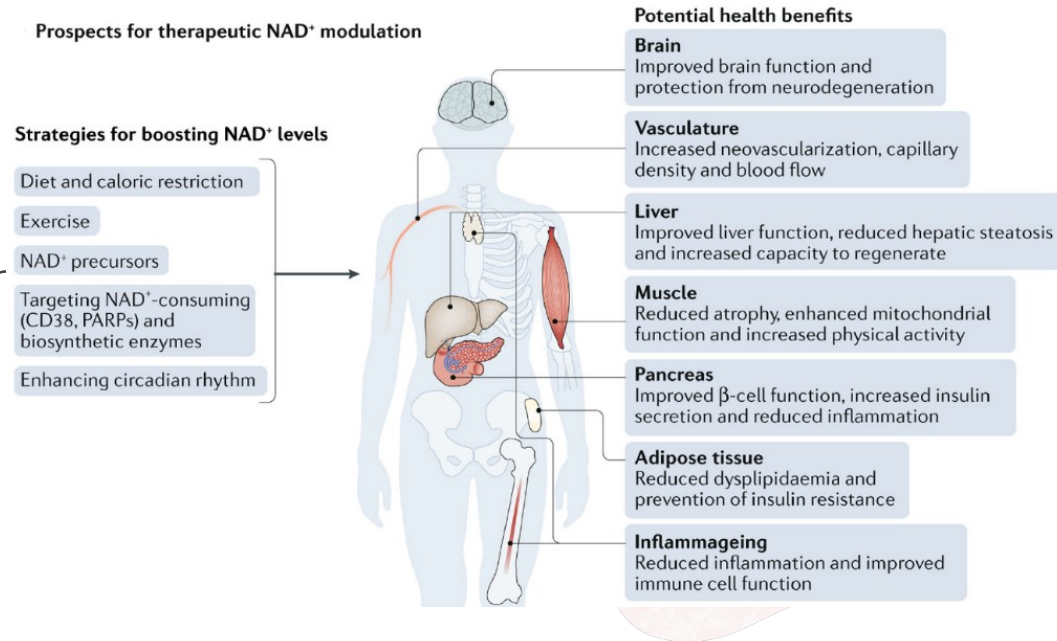 Prospects for therapeutic NAD⁺ modulation
Strategies for boosting NAD⁺ levels
Diet and caloric restriction
Exercise
NAD⁺ precursors
Targeting NAD⁺-consuming
(CD38, PARPs) and
biosynthetic enzymes
Enhancing circadian rhythm
Potential health benefits
Brain
Improved brain function and
protection from neurodegeneration
Vasculature
Increased neovascularization, capillary
density and blood flow
Liver
Improved liver function, reduced hepatic steatosis
and increased capacity to regenerate
Muscle
Reduced atrophy, enhanced mitochondrial
function and increased physical activity
Pancreas
Improved β-cell function, increased insulin
secretion and reduced inflammation
Adipose tissue
Reduced dysplipidaemia and
prevention of insulin resistance
Inflammageing
Reduced inflammation and improved
immune cell function